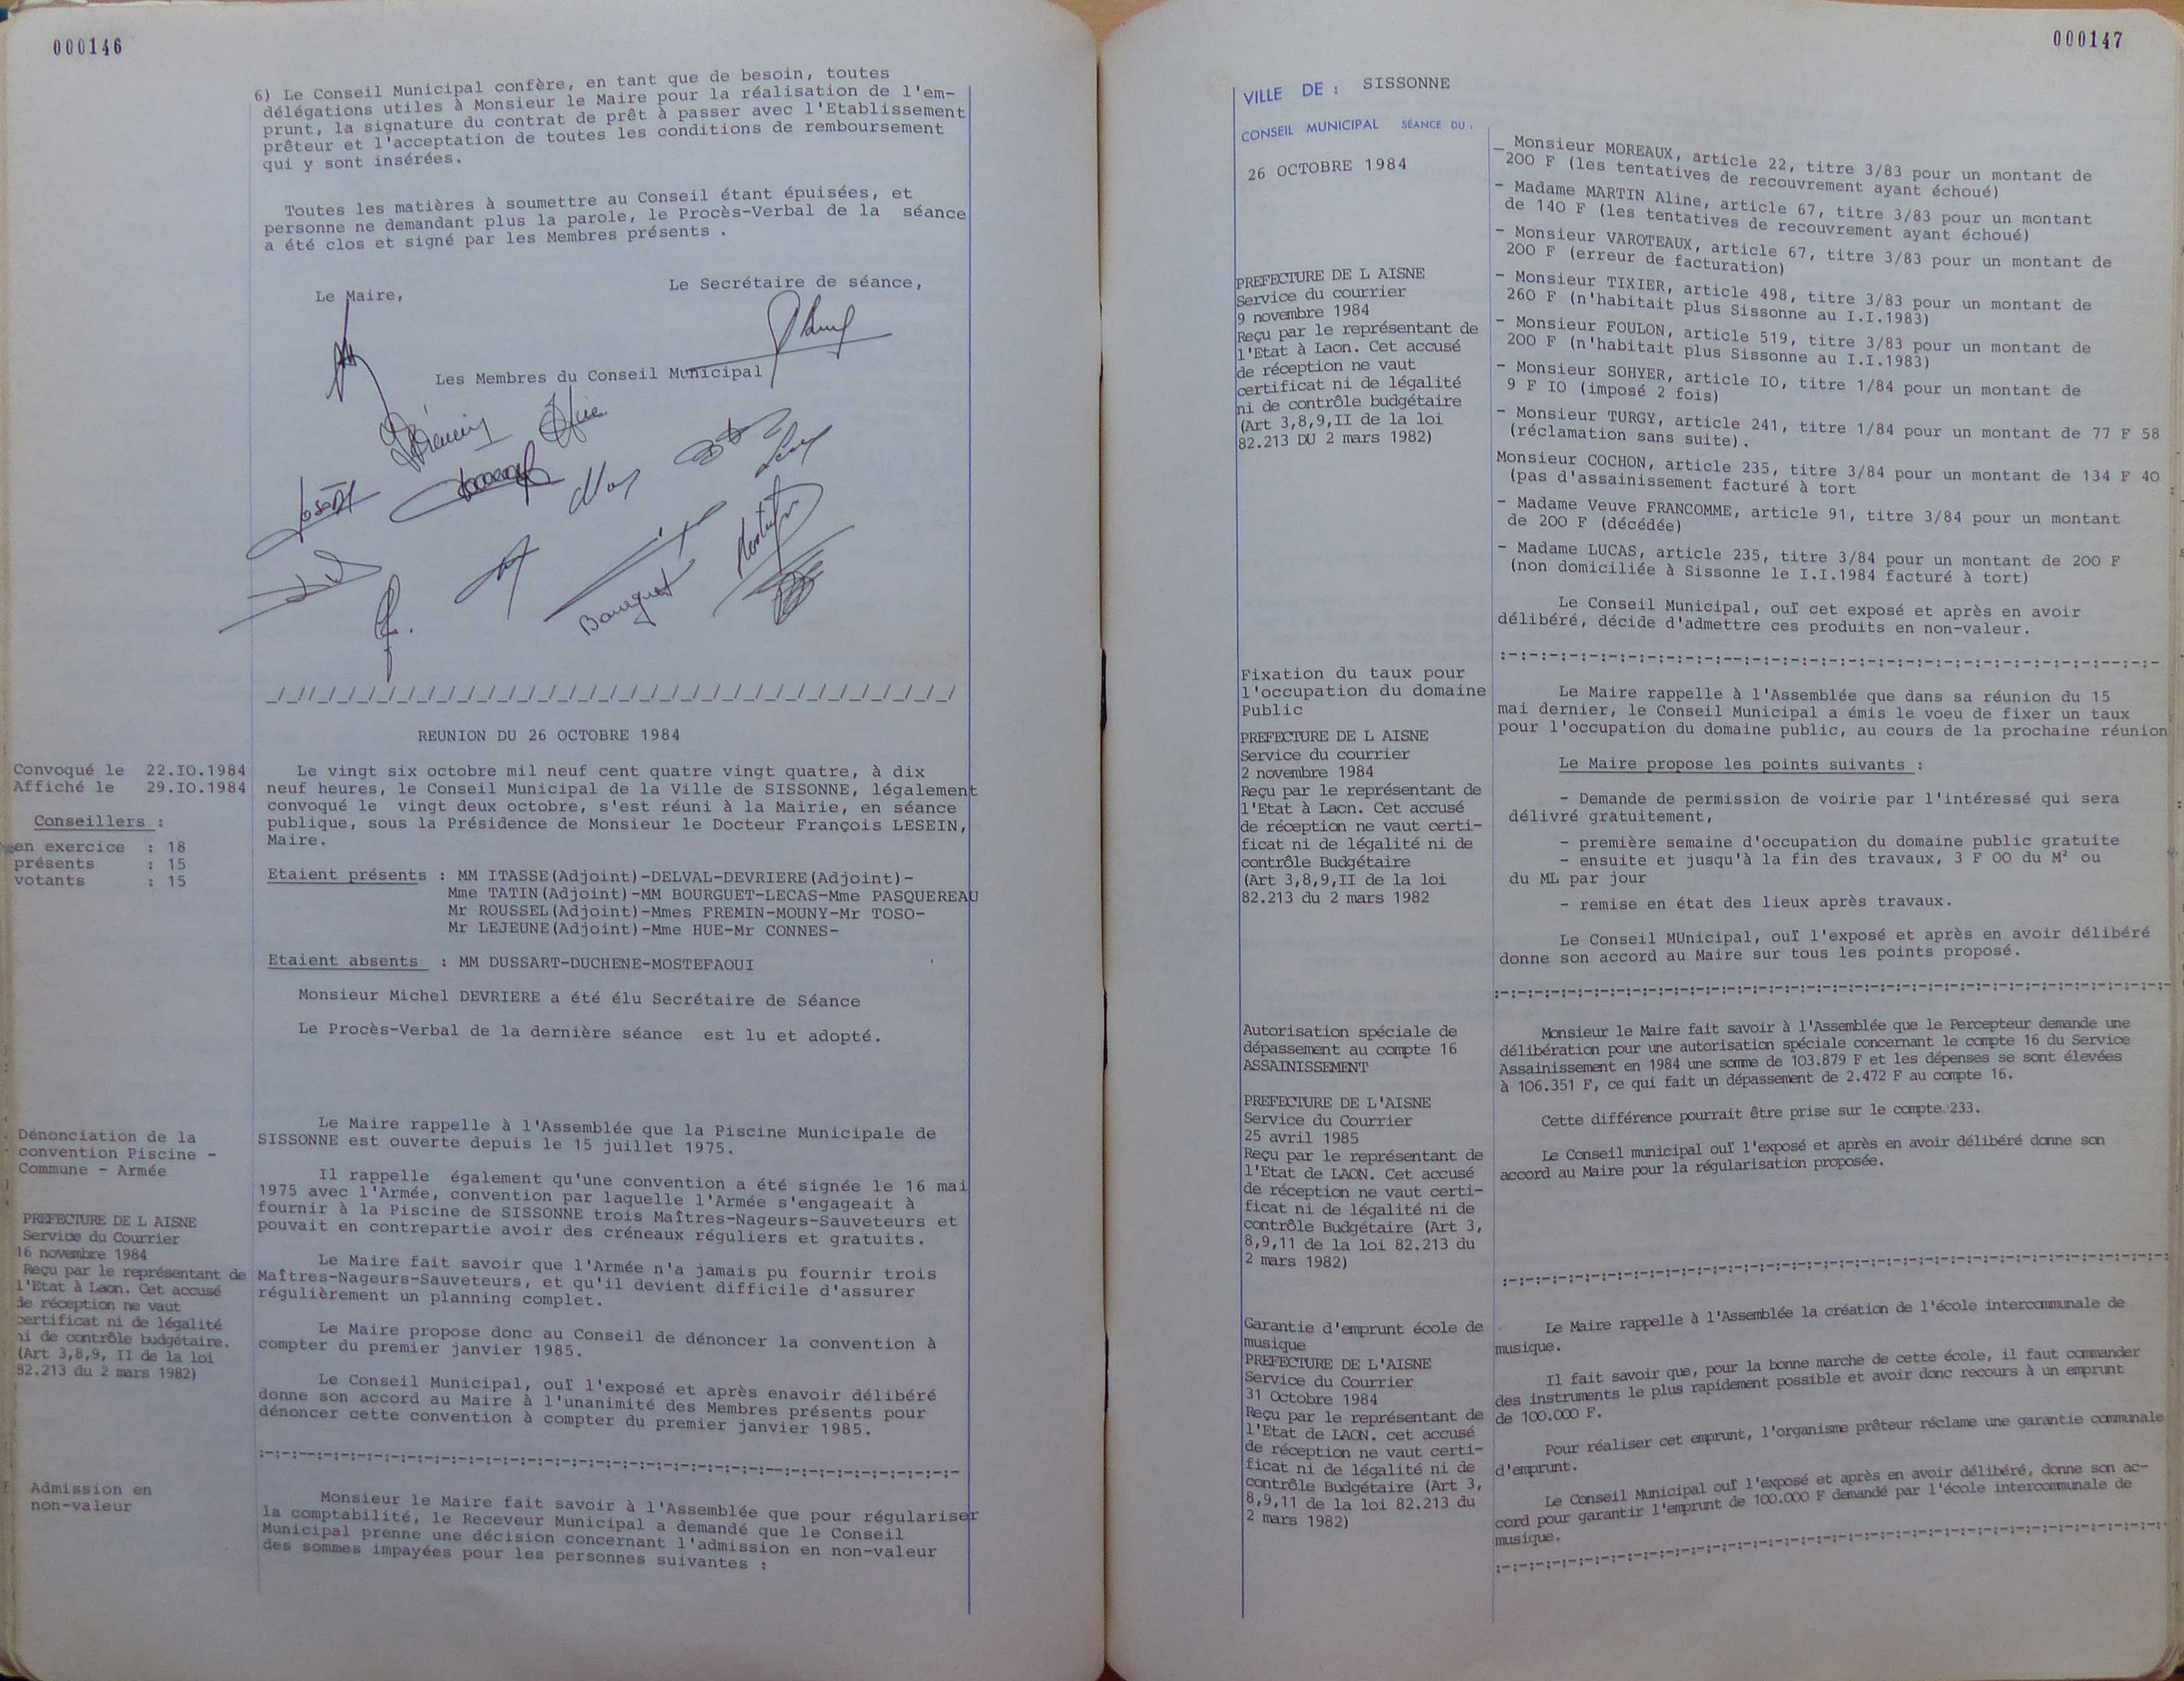 000146
6) Le Conseil Municipal confère, en tant que de besoin, toutes
délégations utiles à Monsieur le Maire pour la réalisation de l'em-
prunt, la signature du contrat de prêt à passer avec l'Etablissement
prêteur et l'acceptation de toutes les conditions de remboursement
qui y sont insérées.
Toutes les matières à soumettre au Conseil étant épuisées, et
personne ne demandant plus la parole, le Procès-Verbal de la séance
a été clos et signé par les Membres présents .
Le Maire,
Le Secrétaire de séance,
Les Membres du Conseil Municipal
Bourguet
_/_//_/_/_/_/_/_/_/_/_/_/_/_/_/_/_/_/_/_/_/_/_/_/_/_/_/_/_/_/_/_/_/_/
REUNION DU 26 OCTOBRE 1984
Convoqué le 22.IO.1984
Affiché le 29.IO.1984
Conseillers :
en exercice : 18
présents : 15
votants : 15
Le vingt six octobre mil neuf cent quatre vingt quatre, à dix
neuf heures, le Conseil Municipal de la Ville de SISSONNE, légalement
convoqué le vingt deux octobre, s'est réuni à la Mairie, en séance
publique, sous la Présidence de Monsieur le Docteur François LESEIN,
Maire.
Etaient présents : MM ITASSE(Adjoint)-DELVAL-DEVRIERE(Adjoint)-
Mme TATIN(Adjoint)-MM BOURGUET-LECAS-Mme PASQUEREAU
Mr ROUSSEL(Adjoint)-Mmes FREMIN-MOUNY-Mr TOSO-
Mr LEJEUNE(Adjoint)-Mme HUE-Mr CONNES-
Etaient absents : MM DUSSART-DUCHENE-MOSTEFAOUI
Monsieur Michel DEVRIERE a été élu Secrétaire de Séance
Le Procès-Verbal de la dernière séance est lu et adopté.
Dénonciation de la
convention Piscine -
Commune - Armée
PREFECTURE DE L AISNE
Service du Courrier
16 novembre 1984
Reçu par le représentant de
l'Etat à Laon. Cet accusé
de réception ne vaut
certificat ni de légalité
ni de contrôle budgétaire.
(Art 3,8,9, II de la loi
82.213 du 2 mars 1982)
Le Maire rappelle à l'Assemblée que la Piscine Municipale de
SISSONNE est ouverte depuis le 15 juillet 1975.
Il rappelle également qu'une convention a été signée le 16 mai
1975 avec l'Armée, convention par laquelle l'Armée s'engageait à
fournir à la Piscine de SISSONNE trois Maîtres-Nageurs-Sauveteurs et
pouvait en contrepartie avoir des créneaux réguliers et gratuits.
Le Maire fait savoir que l'Armée n'a jamais pu fournir trois
Maîtres-Nageurs-Sauveteurs, et qu'il devient difficile d'assurer
régulièrement un planning complet.
Le Maire propose donc au Conseil de dénoncer la convention à
compter du premier janvier 1985.
Le Conseil Municipal, ouï l'exposé et après enavoir délibéré
donne son accord au Maire à l'unanimité des Membres présents pour
dénoncer cette convention à compter du premier janvier 1985.
:-:-:--:-:-:-:-:-:-:-:-:-:-:-:-:-:-:-:-:-:-:-:-:-:-:-:-:--:-:-:-:-:-:-:-:-
Admission en
non-valeur
Monsieur le Maire fait savoir à l'Assemblée que pour régulariser
la comptabilité, le Receveur Municipal a demandé que le Conseil
Municipal prenne une décision concernant l'admission en non-valeur
des sommes impayées pour les personnes suivantes :
000147
VILLE DE : SISSONNE
CONSEIL MUNICIPAL SÉANCE DU :
26 OCTOBRE 1984
PREFECTURE DE L AISNE
Service du courrier
9 novembre 1984
Reçu par le représentant de
l'Etat à Laon. Cet accusé
de réception ne vaut
certificat ni de légalité
ni de contrôle budgétaire
(Art 3,8,9,II de la loi
82.213 DU 2 mars 1982)
_ Monsieur MOREAUX, article 22, titre 3/83 pour un montant de
200 F (les tentatives de recouvrement ayant échoué)
- Madame MARTIN Aline, article 67, titre 3/83 pour un montant
de 140 F (les tentatives de recouvrement ayant échoué)
- Monsieur VAROTEAUX, article 67, titre 3/83 pour un montant de
200 F (erreur de facturation)
- Monsieur TIXIER, article 498, titre 3/83 pour un montant de
260 F (n'habitait plus Sissonne au I.I.1983)
- Monsieur FOULON, article 519, titre 3/83 pour un montant de
200 F (n'habitait plus Sissonne au I.I.1983)
- Monsieur SOHYER, article IO, titre 1/84 pour un montant de
9 F IO (imposé 2 fois)
- Monsieur TURGY, article 241, titre 1/84 pour un montant de 77 F 58
(réclamation sans suite).
Monsieur COCHON, article 235, titre 3/84 pour un montant de 134 F 40
(pas d'assainissement facturé à tort
- Madame Veuve FRANCOMME, article 91, titre 3/84 pour un montant
de 200 F (décédée)
- Madame LUCAS, article 235, titre 3/84 pour un montant de 200 F
(non domiciliée à Sissonne le I.I.1984 facturé à tort)
Le Conseil Municipal, ouï cet exposé et après en avoir
délibéré, décide d'admettre ces produits en non-valeur.
:-:-:-:-:-:-:-:-:-:-:--:-:-:-:-:-:-:-:-:-:-:-:-:-:-:-:-:-:-:-:-:--:-:-
Fixation du taux pour
l'occupation du domaine
Public
PREFECTURE DE L AISNE
Service du courrier
2 novembre 1984
Reçu par le représentant de
l'Etat à Laon. Cet accusé
de réception ne vaut certi-
ficat ni de légalité ni de
contrôle Budgétaire
(Art 3,8,9,II de la loi
82.213 du 2 mars 1982
Le Maire rappelle à l'Assemblée que dans sa réunion du 15
mai dernier, le Conseil Municipal a émis le voeu de fixer un taux
pour l'occupation du domaine public, au cours de la prochaine réunion
Le Maire propose les points suivants :
- Demande de permission de voirie par l'intéressé qui sera
délivré gratuitement,
- première semaine d'occupation du domaine public gratuite
- ensuite et jusqu'à la fin des travaux, 3 F 00 du M² ou
du ML par jour
- remise en état des lieux après travaux.
Le Conseil MUnicipal, ouï l'exposé et après en avoir délibéré
donne son accord au Maire sur tous les points proposé.
:-:-:-:-:-:-:-:-:-:-:-:-:-:-:-:-:-:-:-:-:-:-:-:-:-:-:-:-:-:-:-:-:-:-:-
Autorisation spéciale de
dépassement au compte 16
ASSAINISSEMENT
PREFECTURE DE L'AISNE
Service du Courrier
25 avril 1985
Reçu par le représentant de
l'Etat de LAON. Cet accusé
de réception ne vaut certi-
ficat ni de légalité ni de
contrôle Budgétaire (Art 3,
8,9,11 de la loi 82.213 du
2 mars 1982)
Monsieur le Maire fait savoir à l'Assemblée que le Percepteur demande une
délibération pour une autorisation spéciale concernant le compte 16 du Service
Assainissement en 1984 une somme de 103.879 F et les dépenses se sont élevées
à 106.351 F, ce qui fait un dépassement de 2.472 F au compte 16.
Cette différence pourrait être prise sur le compte 233.
Le Conseil municipal ouï l'exposé et après en avoir délibéré donne son
accord au Maire pour la régularisation proposée.
:-:-:-:-:-:-:-:-:-:-:-:-:-:-:-:-:-:-:-:-:-:-:-:-:-:-:-:-:-:-:-:-:-:-:-
Garantie d'emprunt école de
musique
PREFECTURE DE L'AISNE
Service du Courrier
31 Octobre 1984
Reçu par le représentant de
l'Etat de LAON. cet accusé
de réception ne vaut certi-
ficat ni de légalité ni de
contrôle Budgétaire (Art 3,
8,9,11 de la loi 82.213 du
2 mars 1982)
Le Maire rappelle à l'Assemblée la création de l'école intercommunale de
musique.
Il fait savoir que, pour la bonne marche de cette école, il faut commander
des instruments le plus rapidement possible et avoir donc recours à un emprunt
de 100.000 F.
Pour réaliser cet emprunt, l'organisme prêteur réclame une garantie communale
d'emprunt.
Le Conseil Municipal ouï l'exposé et après en avoir délibéré, donne son ac-
cord pour garantir l'emprunt de 100.000 F demandé par l'école intercommunale de
musique.
:-:-:-:-:-:-:-:-:-:-:-:-:-:-:-:-:-:-:-:-:-:-:-:-:-:-:-:-:-:-:-:-:-:-:-